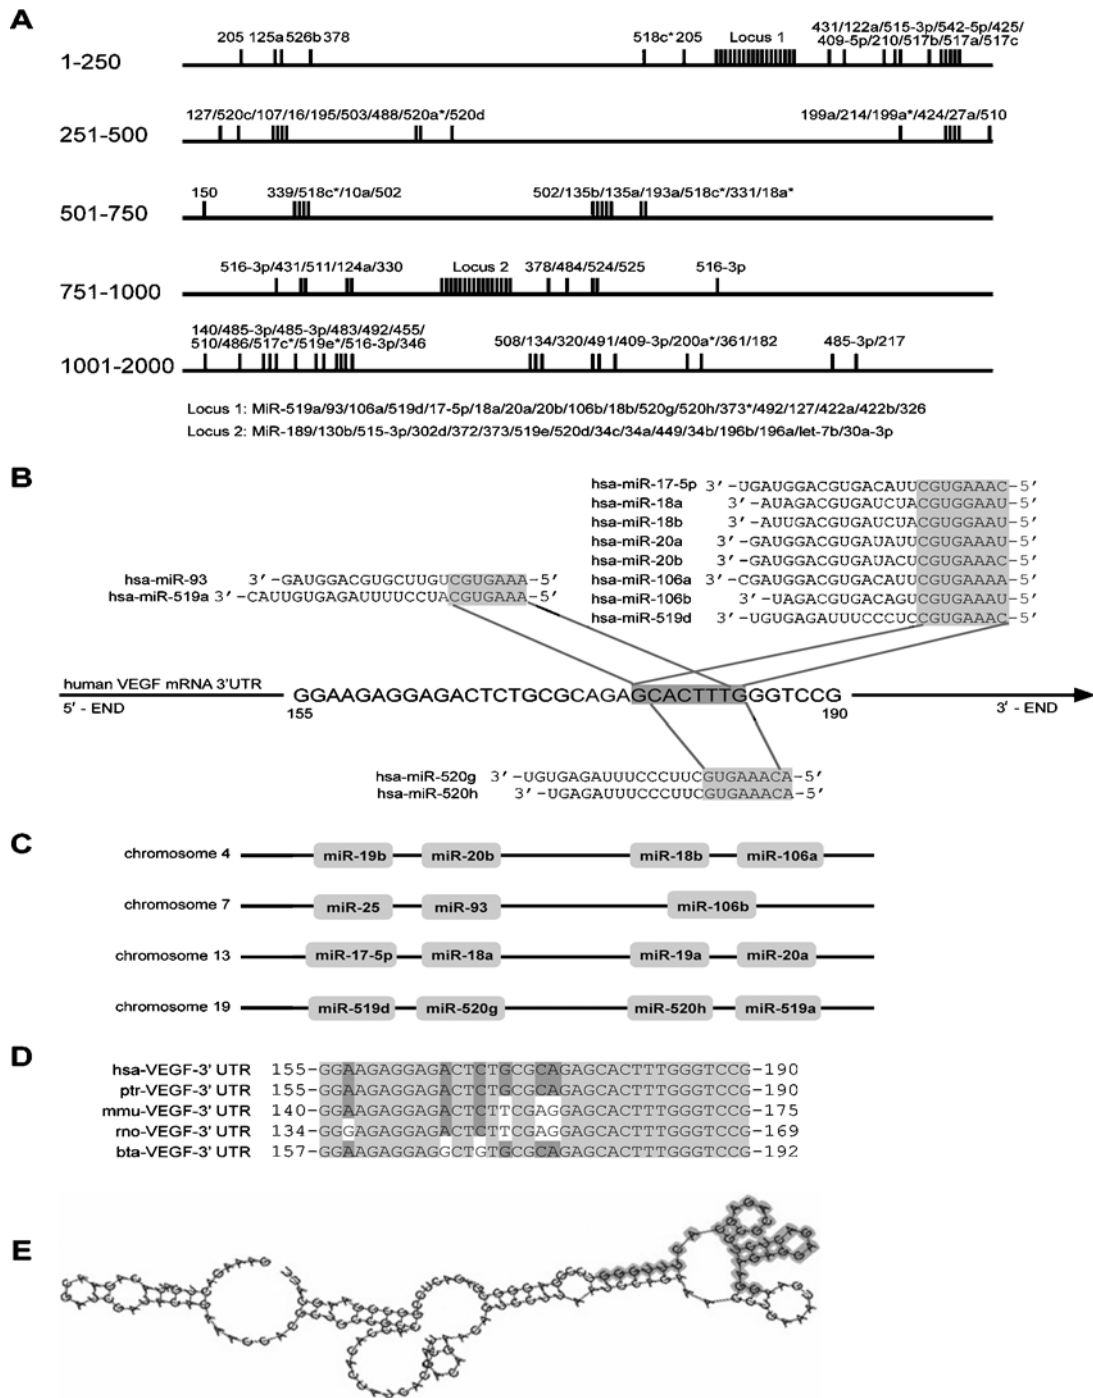 A
205 125a 526b 378
518c* 205
Locus 1
431/122a/515-3p/542-5p/425/
409-5p/210/517b/517a/517c
1-250
127/520c/107/16/195/503/488/520a*/520d
199a/214/199a*/424/27a/510
251-500
150
339/518c*/10a/502
502/135b/135a/193a/518c*/331/18a*
501-750
516-3p/431/511/124a/330
Locus 2
378/484/524/525
516-3p
751-1000
140/485-3p/485-3p/483/492/455/
510/486/517c*/519e*/516-3p/346
508/134/320/491/409-3p/200a*/361/182
485-3p/217
1001-2000
Locus 1: MiR-519a/93/106a/519d/17-5p/18a/20a/20b/106b/18b/520g/520h/373*/492/127/422a/422b/326
Locus 2: MiR-189/130b/515-3p/302d/372/373/519e/520d/34c/34a/449/34b/196b/196a/let-7b/30a-3p
B
hsa-miR-17-5p 3′-UGAUGGACGUGACAUUCGUGAAAC-5′
hsa-miR-18a 3′-AUAGACGUGAUCUACGUGGAAU-5′
hsa-miR-18b 3′-AUUGACGUGAUCUACGUGGAAU-5′
hsa-miR-20a 3′-GAUGGACGUGAUAUUCGUGAAAU-5′
hsa-miR-20b 3′-GAUGGACGUGAUACUCGUGAAAC-5′
hsa-miR-106a 3′-CGAUGGACGUGACAUUCGUGAAAA-5′
hsa-miR-106b 3′-UAGACGUGACAGUCGUGAAAU-5′
hsa-miR-519d 3′-UGUGAGAUUUCCCUCCGUGAAAC-5′
hsa-miR-93 3′-GAUGGACGUGCUUGUCGUGAAA-5′
hsa-miR-519a 3′-CAUUGUGAGAUUUUCCUACGUGAAA-5′
human VEGF mRNA 3′UTR
GGAAGAGGAGACTCTGCGCAGAGCACTTTGGGTCCG
5′ - END
155
190
3′ - END
hsa-miR-520g 3′-UGUGAGAUUUCCCUUCGUGAAACA-5′
hsa-miR-520h 3′-UGAGAUUUCCCUUCGUGAAACA-5′
C
chromosome 4 miR-19b miR-20b miR-18b miR-106a
chromosome 7 miR-25 miR-93 miR-106b
chromosome 13 miR-17-5p miR-18a miR-19a miR-20a
chromosome 19 miR-519d miR-520g miR-520h miR-519a
D
hsa-VEGF-3′ UTR 155-GGAAGAGGAGACTCTGCGCAGAGCACTTTGGGTCCG-190
ptr-VEGF-3′ UTR 155-GGAAGAGGAGACTCTGCGCAGAGCACTTTGGGTCCG-190
mmu-VEGF-3′ UTR 140-GGAAGAGGAGACTCTTCGAGGAGCACTTTGGGTCCG-175
rno-VEGF-3′ UTR 134-GGGAGAGGAGACTCTTCGAGGAGCACTTTGGGTCCG-169
bta-VEGF-3′ UTR 157-GGAAGAGGAGGCTGTGCGCAGAGCACTTTGGGTCCG-192
E